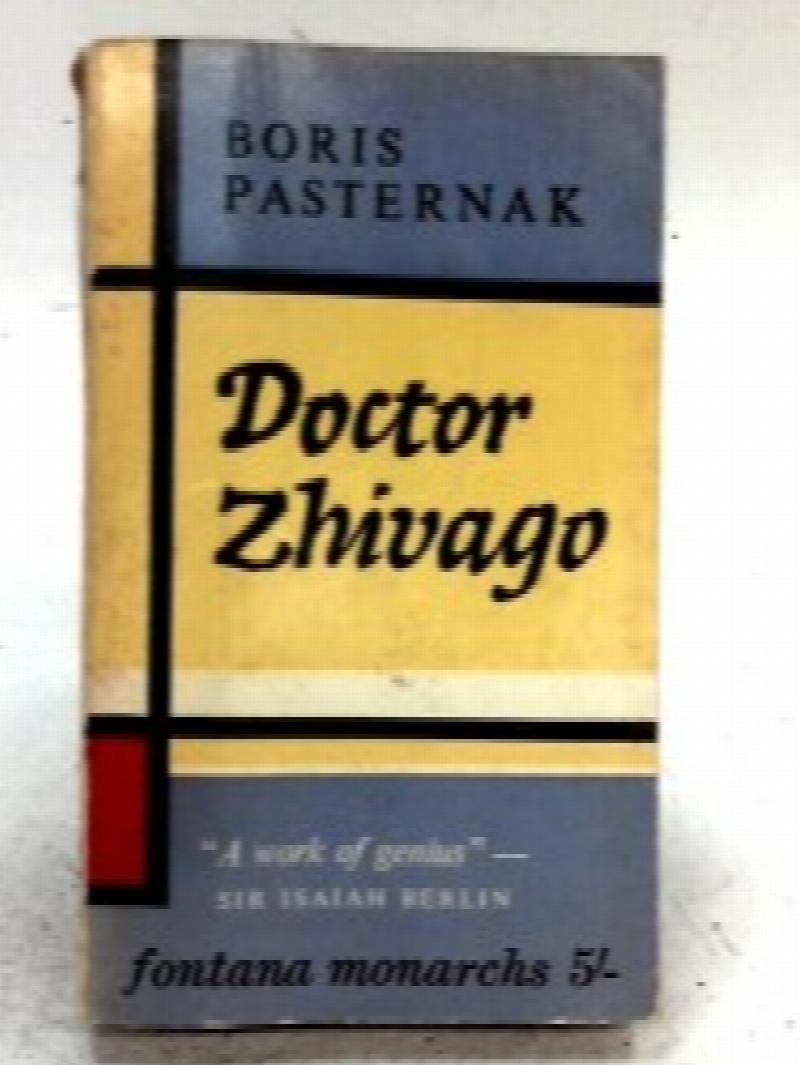 BORIS
PASTERNAK
Doctor
Zhivago
"A work of genius" —
SIR ISAIAH BERLIN
fontana monarchs 5/-